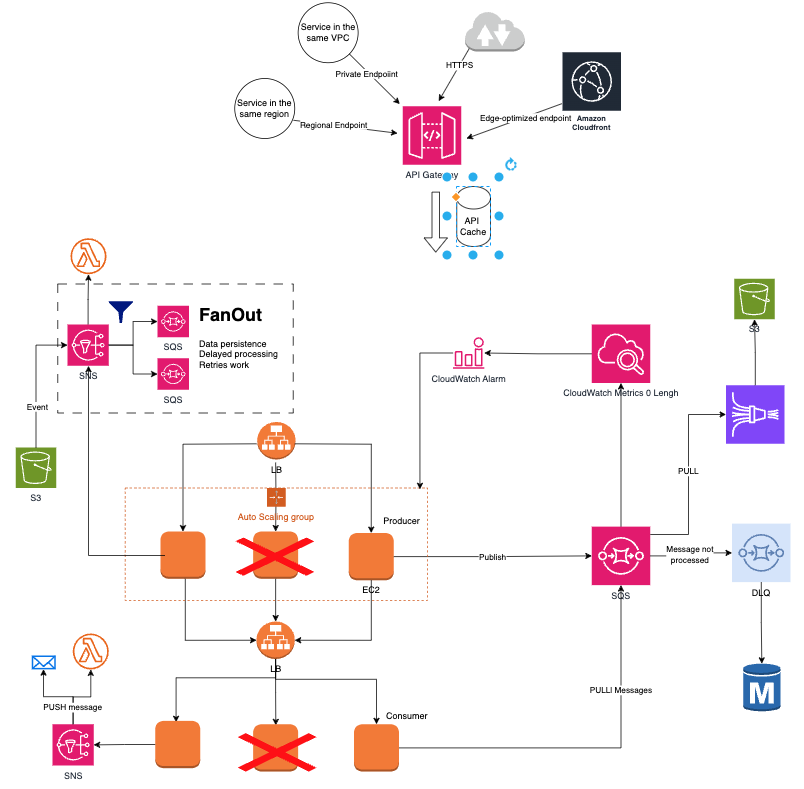 Service in the
same VPC
Private Endpoiint
HTTPS
Service in the
same region
Regional Endpoint
Edge-optimized endpoint
Amazon
Cloudfront
API Gateway
API
Cache
FanOut
Data persistence
Delayed processing
Retries work
SQS
SQS
SNS
Event
S3
S3
CloudWatch Alarm
CloudWatch Metrics 0 Lengh
LB
Auto Scaling group
Producer
PULL
Publish
Message not
processed
EC2
SQS
DLQ
LB
M
PUSH message
Consumer
PULLl Messages
SNS